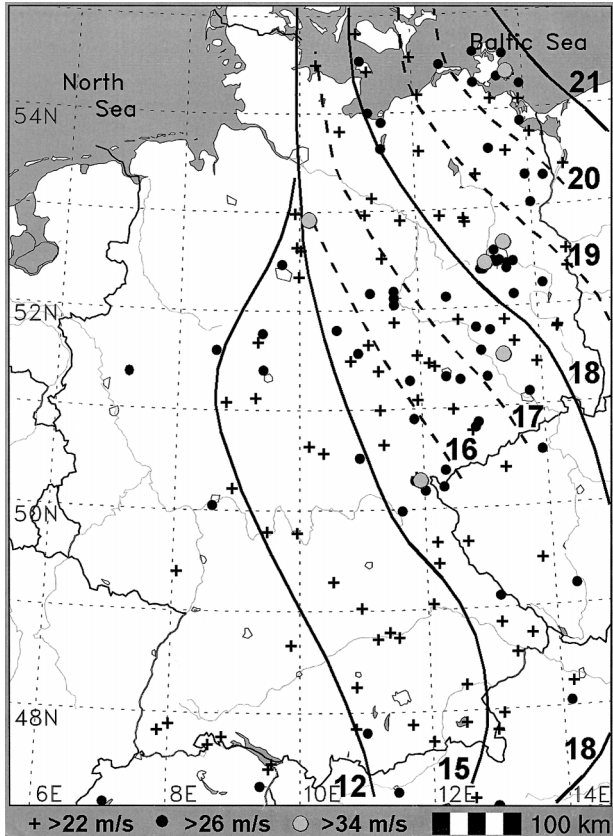 Baltic Sea
North
Sea
21
54N
20
19
52N
18
17
16
50N
48N
18
12
15
6E 8E 10E 12E 14E
+ >22 m/s ● >26 m/s ○ >34 m/s 100 km